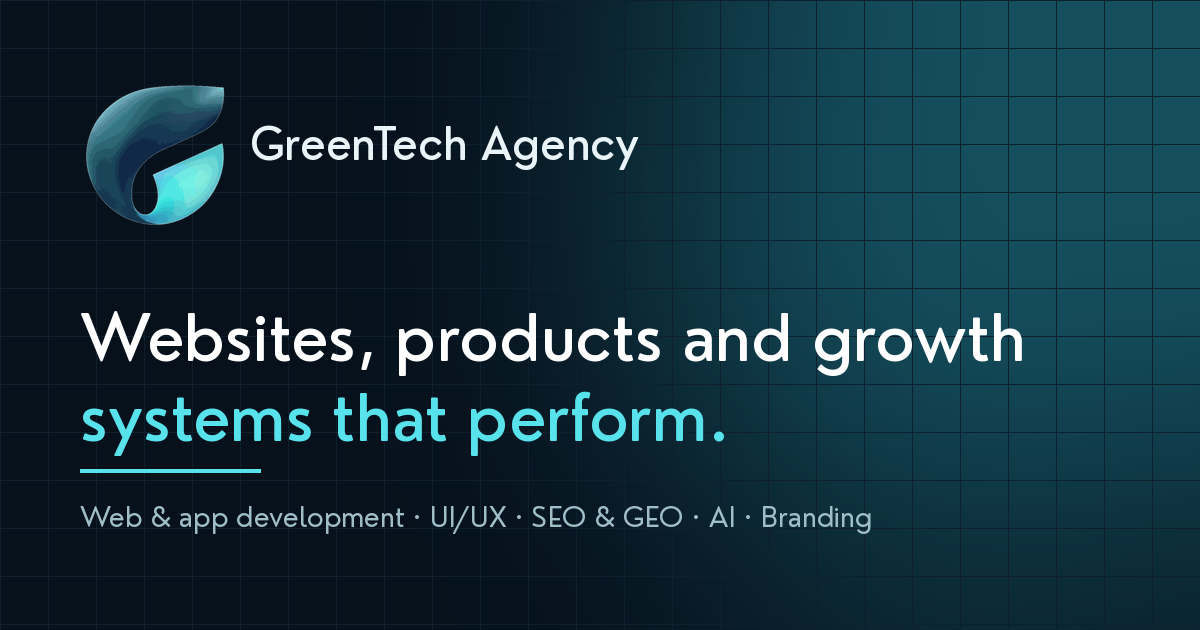 GreenTech Agency
Websites, products and growth
systems that perform.
Web & app development · UI/UX · SEO & GEO · AI · Branding